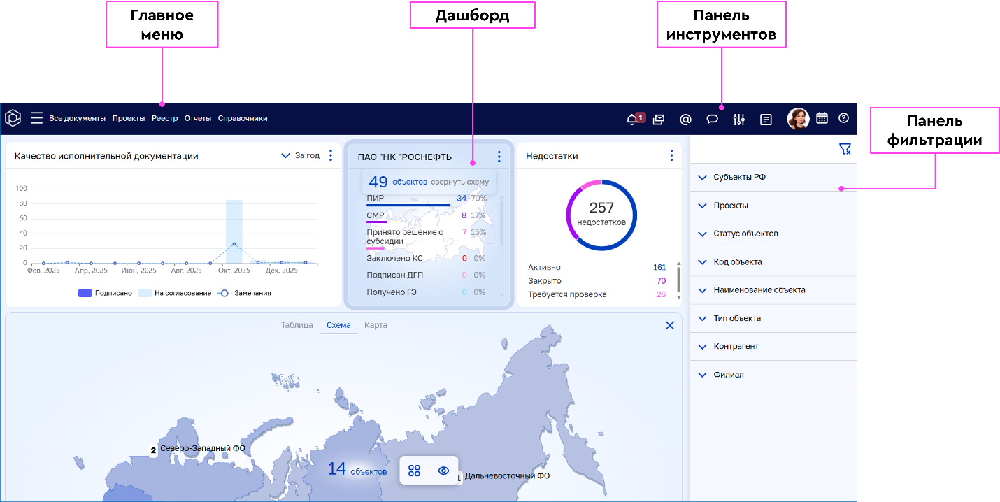 Главное
меню
Дашборд
Панель
инструментов
Панель
фильтрации
Все документы Проекты Реестр Отчеты Справочники
1
Качество исполнительной документации
За год
100
80
60
40
20
0
Фев, 2025 Апр, 2025 Июн, 2025 Авг, 2025 Окт, 2025 Дек, 2025
Подписано На согласование Замечания
ПАО "НК "РОСНЕФТЬ
49 объектов свернуть схему
ПИР 34 70%
СМР 8 17%
Принято решение о
субсидии 7 15%
Заключено КС 0 0%
Подписан ДГП 0 0%
Получено ГЭ 0 0%
Недостатки
257
недостатков
Активно 161
Закрыто 70
Требуется проверка 26
Субъекты РФ
Проекты
Статус объектов
Код объекта
Наименование объекта
Тип объекта
Контрагент
Филиал
Таблица Схема Карта
2 Северо-Западный ФО
14 объектов
1 Дальневосточный ФО